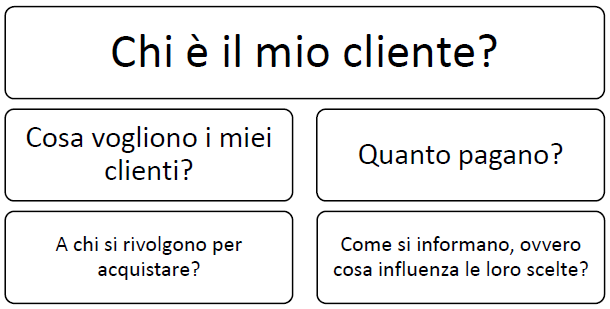 Chi è il mio cliente?
Cosa vogliono i miei
clienti?
Quanto pagano?
A chi si rivolgono per
acquistare?
Come si informano, ovvero
cosa influenza le loro scelte?